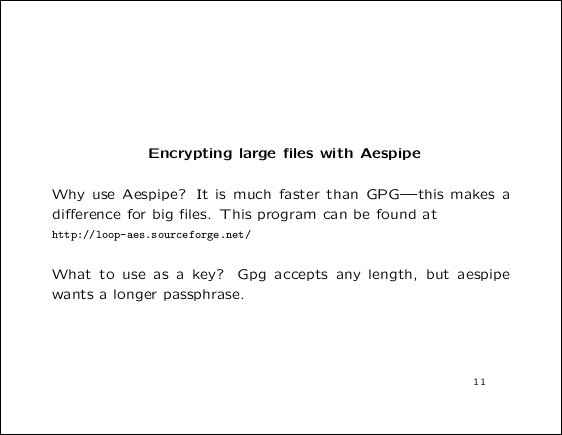 Encrypting large files with Aespipe
Why use Aespipe? It is much faster than GPG—this makes a
difference for big files. This program can be found at
http://loop-aes.sourceforge.net/
What to use as a key? Gpg accepts any length, but aespipe
wants a longer passphrase.
11